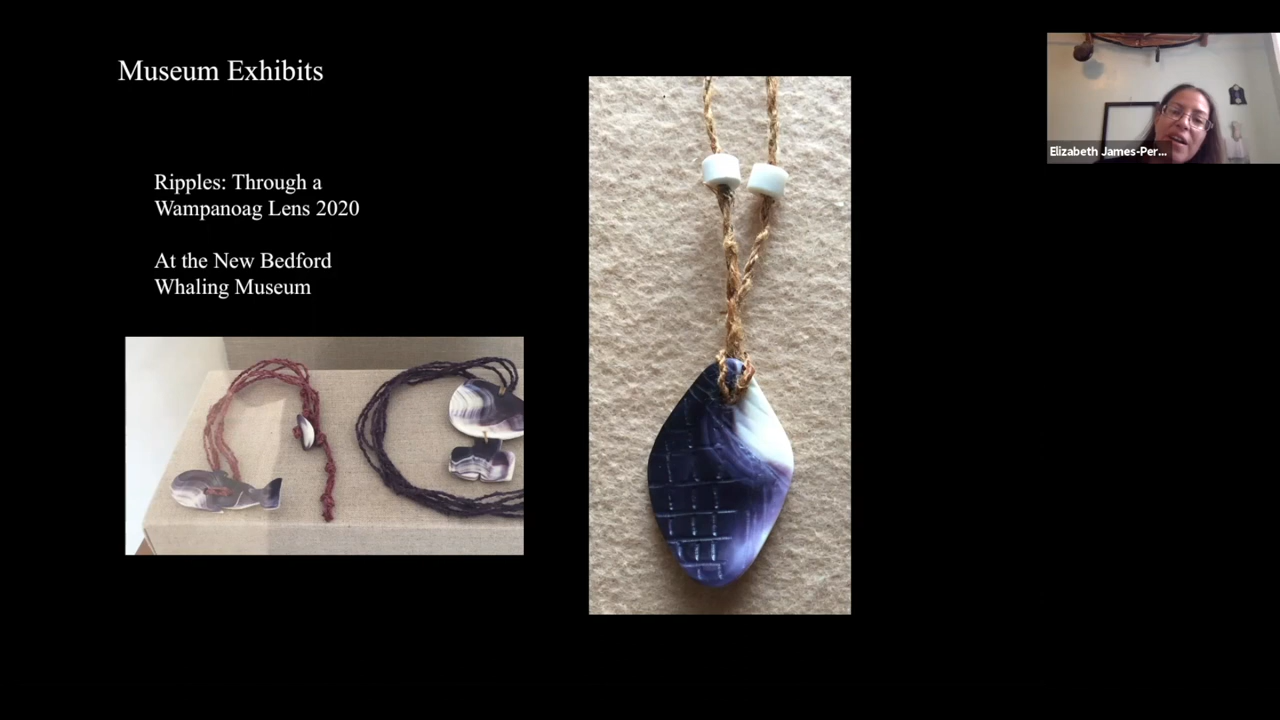 Museum Exhibits
Ripples: Through a
Wampanoag Lens 2020
At the New Bedford
Whaling Museum
Elizabeth James-Per...